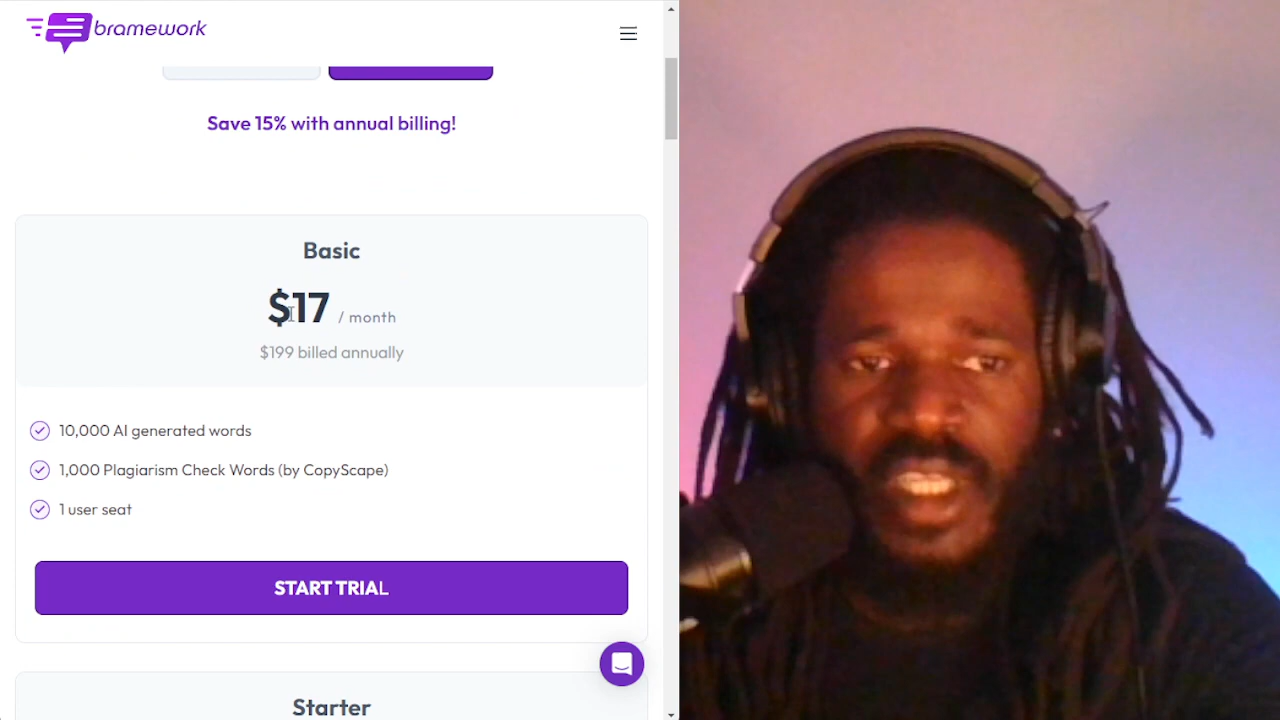 bramework
Save 15% with annual billing!
Basic
$17 / month
$199 billed annually
10,000 AI generated words
1,000 Plagiarism Check Words (by CopyScape)
1 user seat
START TRIAL
Starter